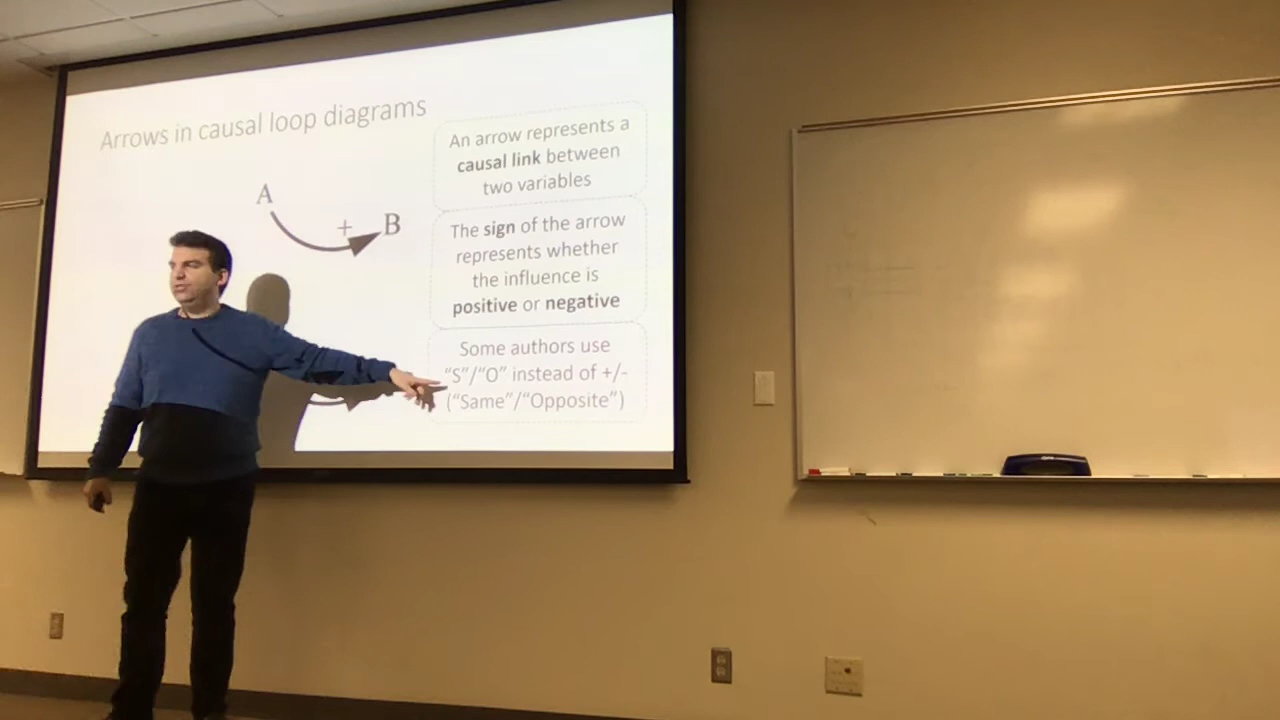 Arrows in causal loop diagrams
A
+
B
An arrow represents a
causal link between
two variables
The sign of the arrow
represents whether
the influence is
positive or negative
Some authors use
“S”/“O” instead of +/-
(“Same”/“Opposite”)